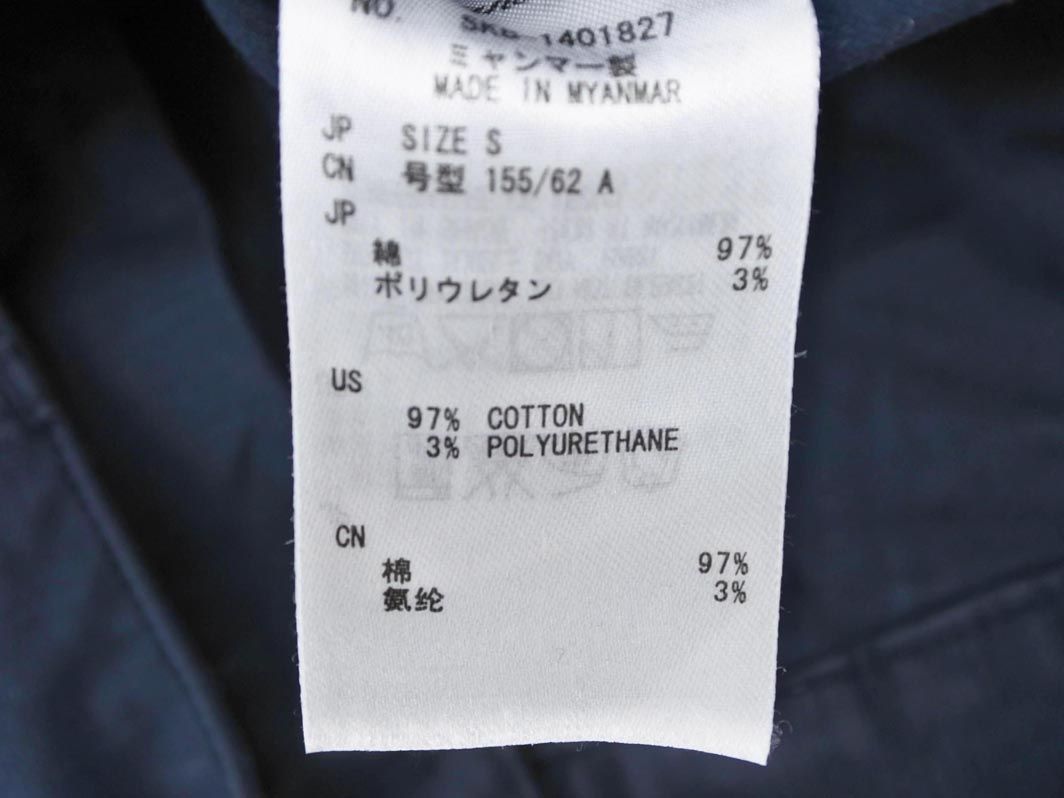 NO. SKB 1401827
ミャンマー製
MADE IN MYANMAR
JP SIZE S
CN 号型 155/62 A
JP
綿 97%
ポリウレタン 3%
US
97% COTTON
3% POLYURETHANE
CN
棉 97%
氨纶 3%